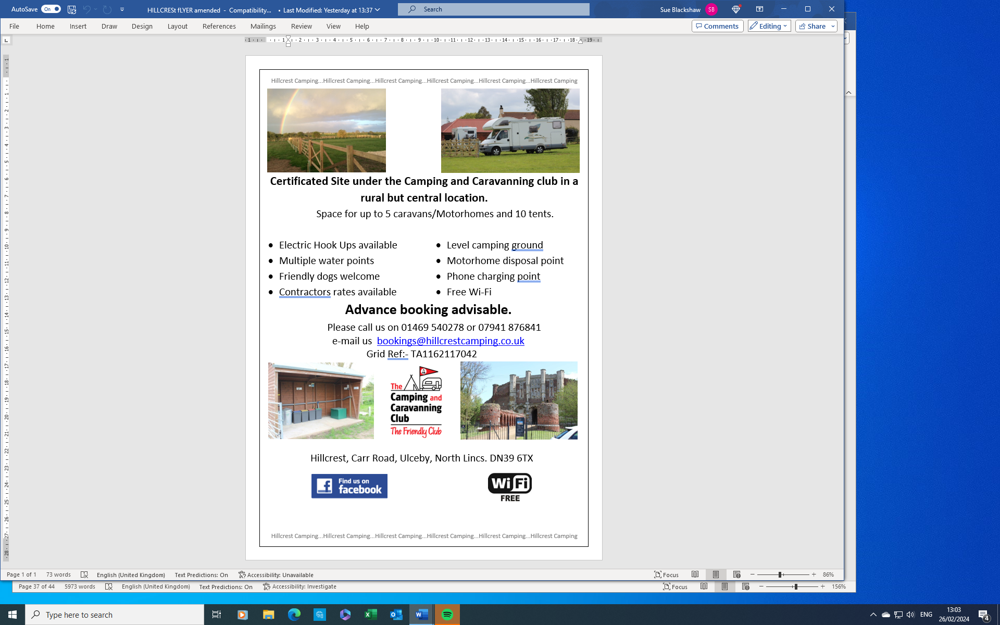 AutoSave On HILLCRESt fLYER amended - Compatibility... • Last Modified: Yesterday at 13:37 Search Sue Blackshaw SB
File Home Insert Draw Design Layout References Mailings Review View Help Comments Editing Share
Hillcrest Camping...Hillcrest Camping...Hillcrest Camping...Hillcrest Camping...Hillcrest Camping...Hillcrest Camping
Certificated Site under the Camping and Caravanning club in a
rural but central location.
Space for up to 5 caravans/Motorhomes and 10 tents.
• Electric Hook Ups available
• Multiple water points
• Friendly dogs welcome
• Contractors rates available
• Level camping ground
• Motorhome disposal point
• Phone charging point
• Free Wi-Fi
Advance booking advisable.
Please call us on 01469 540278 or 07941 876841
e-mail us bookings@hillcrestcamping.co.uk
Grid Ref:- TA1162117042
The
Camping and
Caravanning
Club
The Friendly Club
Hillcrest, Carr Road, Ulceby, North Lincs. DN39 6TX
Find us on
facebook
WiFi
FREE
Hillcrest Camping...Hillcrest Camping...Hillcrest Camping...Hillcrest Camping...Hillcrest Camping...Hillcrest Camping
Page 1 of 1 73 words English (United Kingdom) Text Predictions: On Accessibility: Unavailable Focus 86%
Page 37 of 44 5973 words English (United Kingdom) Text Predictions: On Accessibility: Investigate Focus 156%
Type here to search ENG 13:03
26/02/2024 4